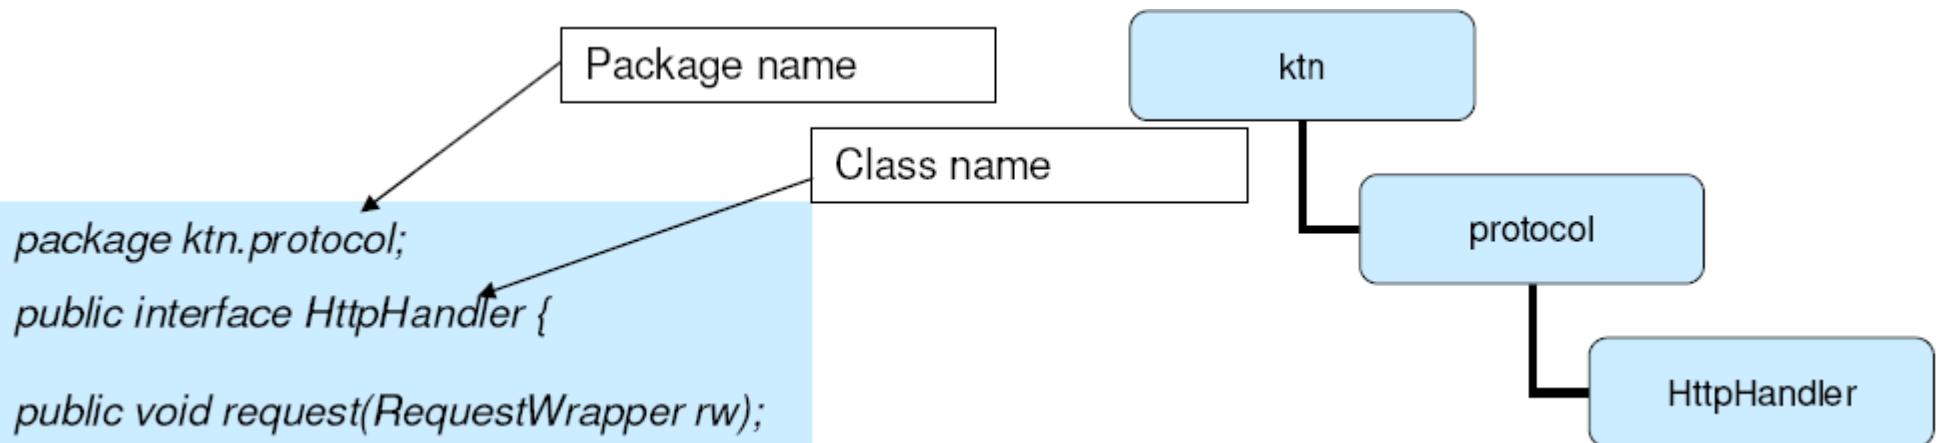 Package name
Class name
package ktn.protocol;
public interface HttpHandler {
public void request(RequestWrapper rw);
ktn
protocol
HttpHandler